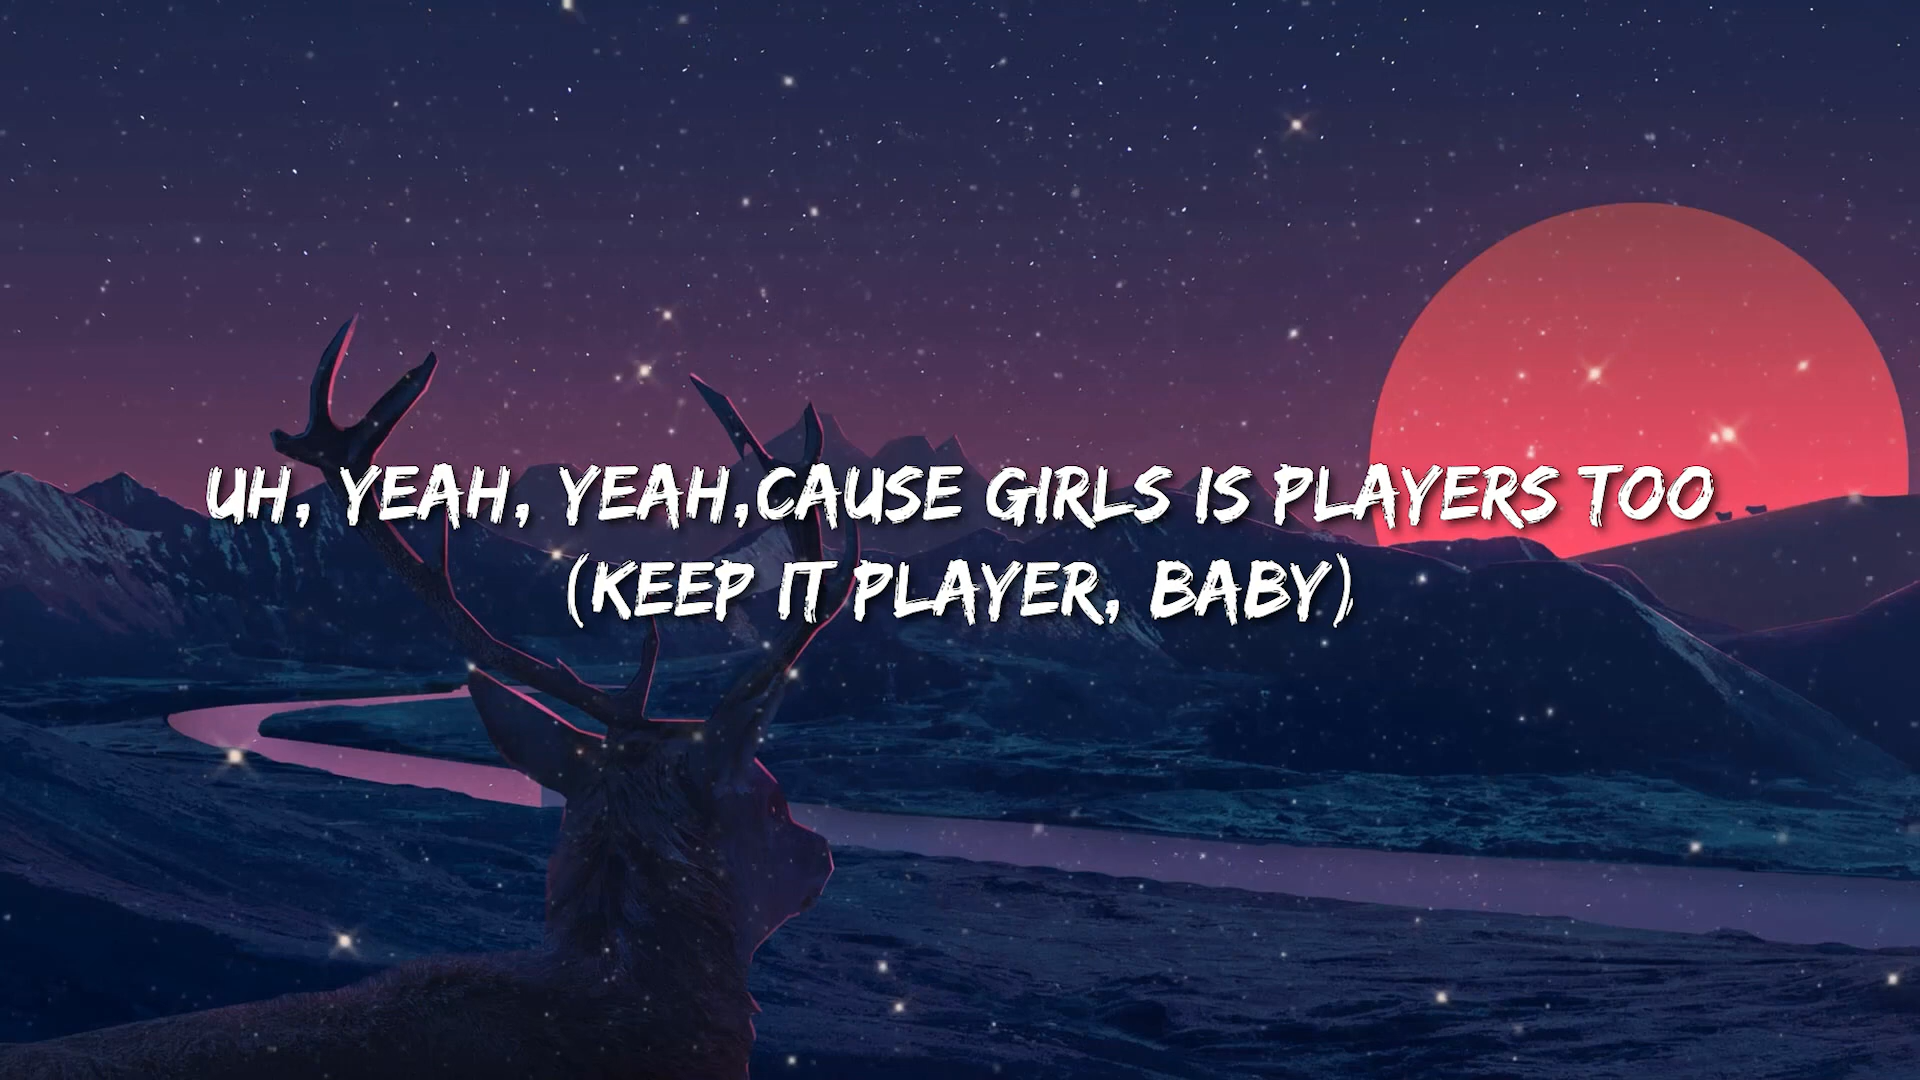 UH, YEAH, YEAH,CAUSE GIRLS IS PLAYERS TOO
(KEEP IT PLAYER, BABY)